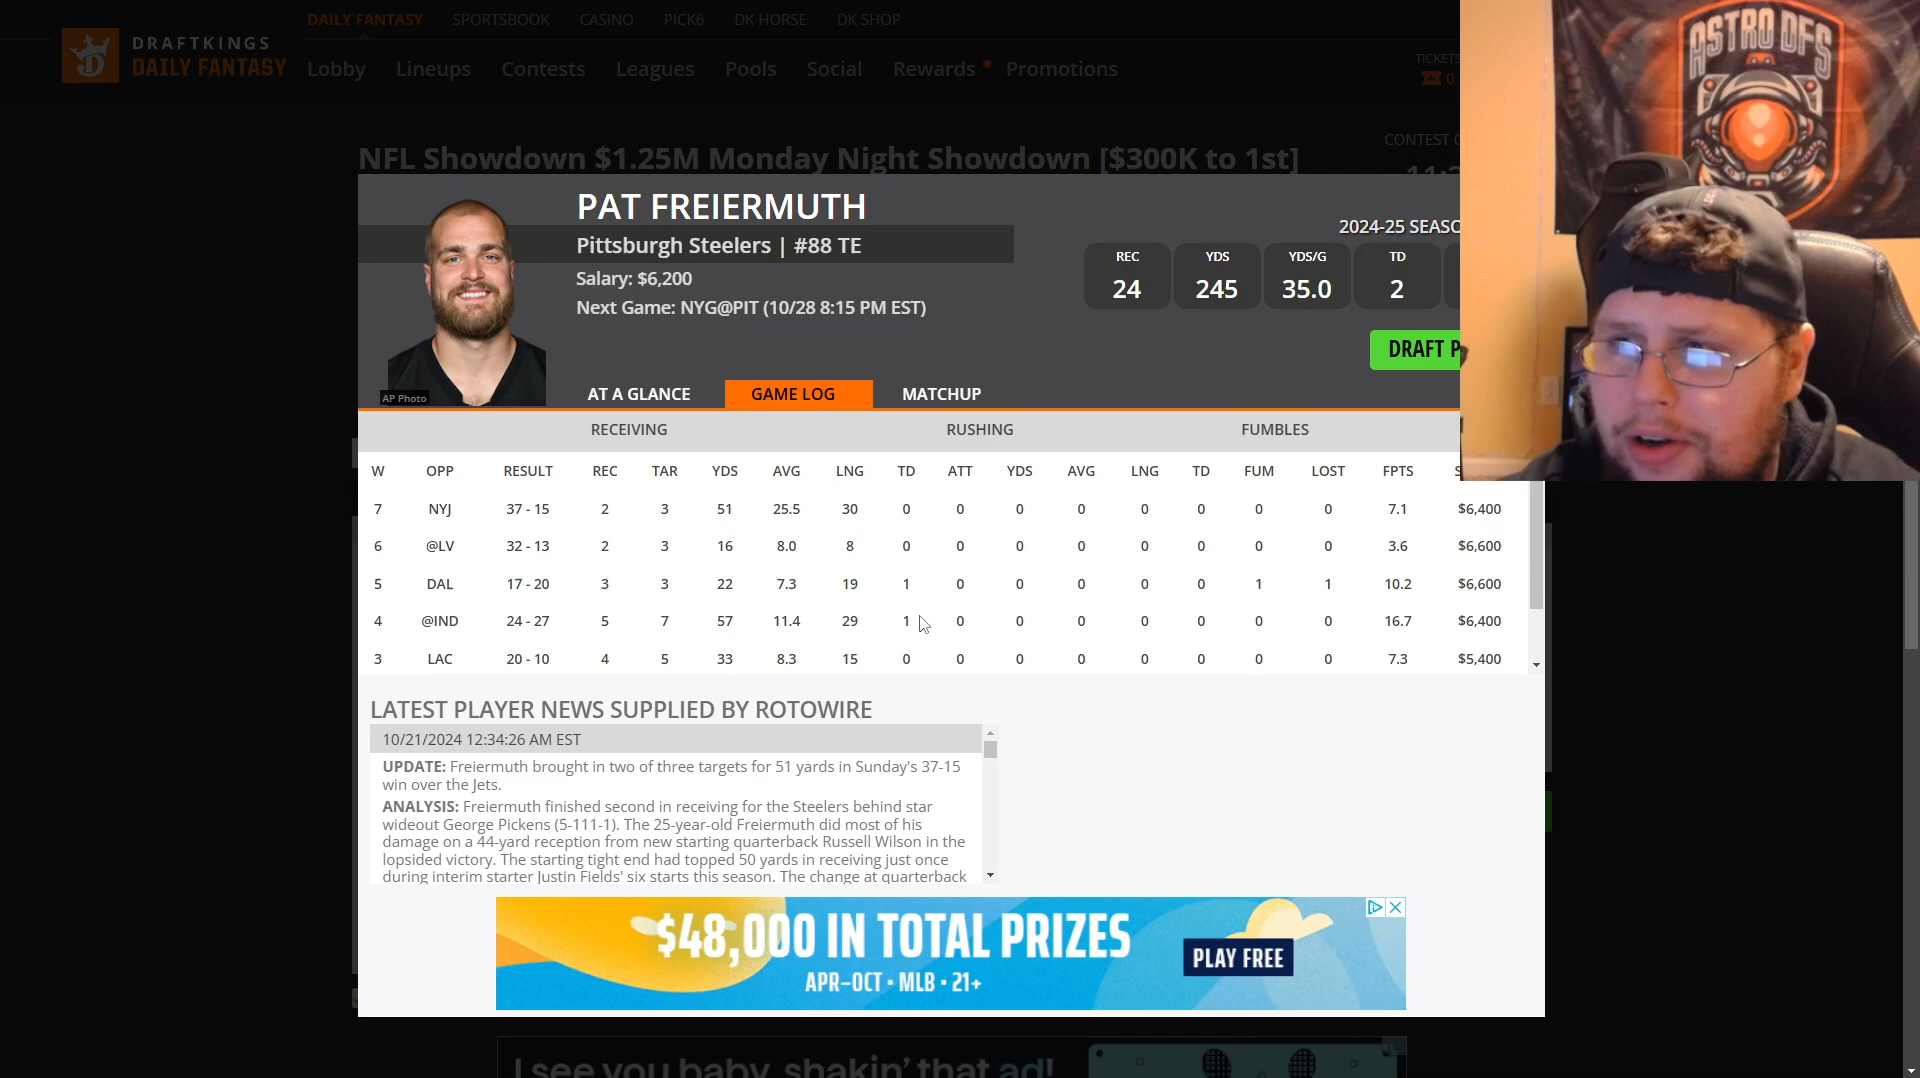 DAILY FANTASY SPORTSBOOK CASINO PICK6 DK HORSE DK SHOP
DRAFTKINGS
DAILY FANTASY
Lobby Lineups Contests Leagues Pools Social Rewards Promotions
TICKETS
0
NFL Showdown $1.25M Monday Night Showdown [$300K to 1st]
CONTEST
ASTRO DFS
PAT FREIERMUTH
Pittsburgh Steelers | #88 TE
Salary: $6,200
Next Game: NYG@PIT (10/28 8:15 PM EST)
AP Photo
2024-25 SEASO
REC YDS YDS/G TD
24 245 35.0 2
DRAFT P
AT A GLANCE GAME LOG MATCHUP
RECEIVING RUSHING FUMBLES
W OPP RESULT REC TAR YDS AVG LNG TD ATT YDS AVG LNG TD FUM LOST FPTS S
7 NYJ 37 - 15 2 3 51 25.5 30 0 0 0 0 0 0 0 0 7.1 $6,400
6 @LV 32 - 13 2 3 16 8.0 8 0 0 0 0 0 0 0 0 3.6 $6,600
5 DAL 17 - 20 3 3 22 7.3 19 1 0 0 0 0 0 1 1 10.2 $6,600
4 @IND 24 - 27 5 7 57 11.4 29 1 0 0 0 0 0 0 0 16.7 $6,400
3 LAC 20 - 10 4 5 33 8.3 15 0 0 0 0 0 0 0 0 7.3 $5,400
LATEST PLAYER NEWS SUPPLIED BY ROTOWIRE
10/21/2024 12:34:26 AM EST
UPDATE: Freiermuth brought in two of three targets for 51 yards in Sunday's 37-15
win over the Jets.
ANALYSIS: Freiermuth finished second in receiving for the Steelers behind star
wideout George Pickens (5-111-1). The 25-year-old Freiermuth did most of his
damage on a 44-yard reception from new starting quarterback Russell Wilson in the
lopsided victory. The starting tight end had topped 50 yards in receiving just once
during interim starter Justin Fields' six starts this season. The change at quarterback
$48,000 IN TOTAL PRIZES
APR–OCT • MLB • 21+
PLAY FREE
I see you baby, shakin' that ad!